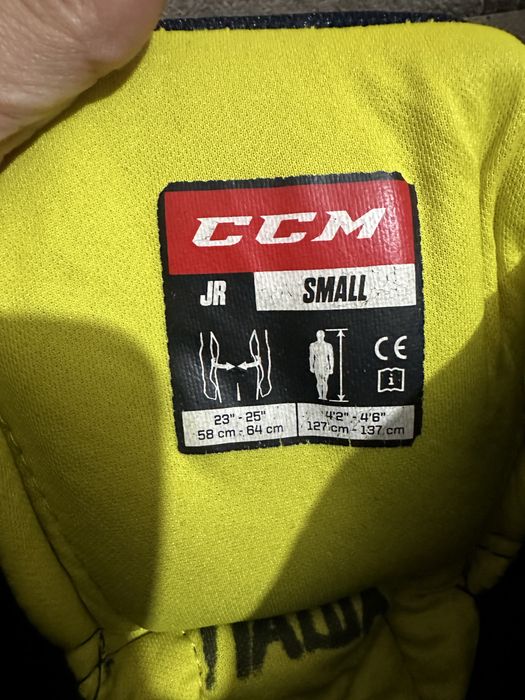 CCM
JR SMALL
CE
i
23" - 25" 4'2" - 4'6"
58 cm - 64 cm 127 cm - 137 cm